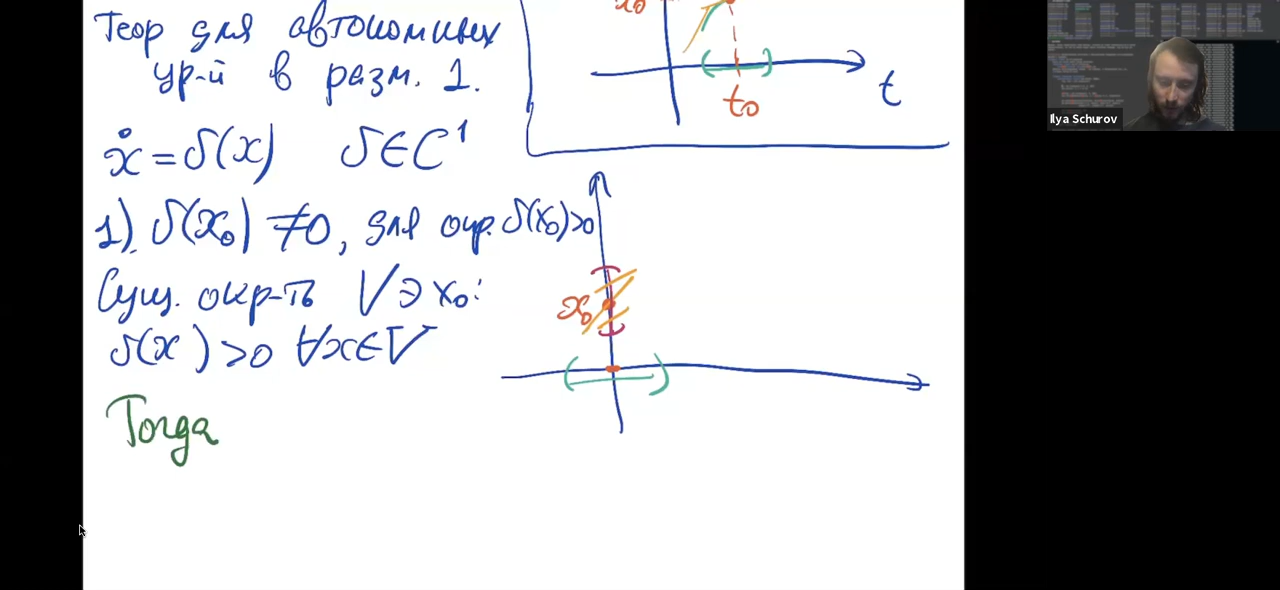 Теор для автономных
ур-й в разм. 1.
x₀
t₀
t
ẋ = f(x) f ∈ C¹
1). f(x₀) ≠ 0, для опр. f(x₀)>0
Сущ. окр-ть V ∋ x₀:
f(x) > 0 ∀x∈V
x₀
Тогда
Ilya Schurov